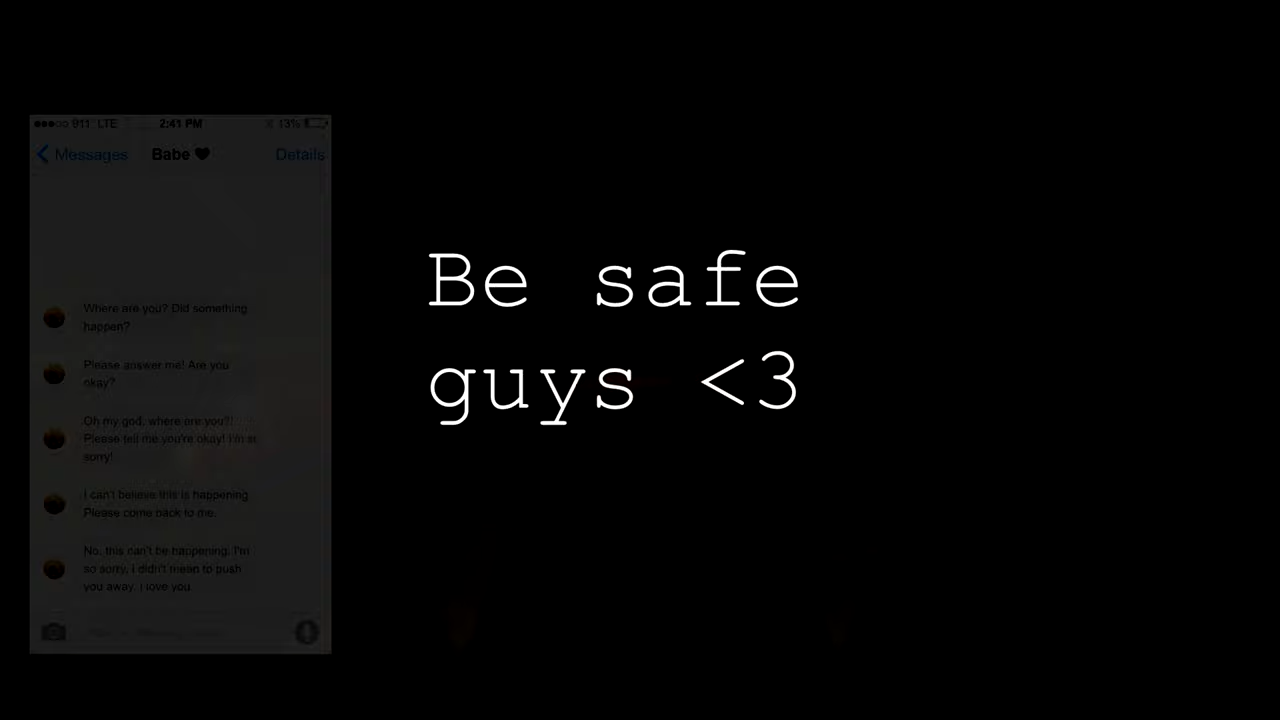 911 LTE 2:41 PM 13%
Messages Babe ♥ Details
Where are you? Did something
happen?
Please answer me! Are you
okay?
Oh my god, where are you?!
Please tell me you're okay! I'm so
sorry!
I can't believe this is happening.
Please come back to me.
No, this can't be happening. I'm
so sorry, I didn't mean to push
you away. I love you
Be safe
guys <3